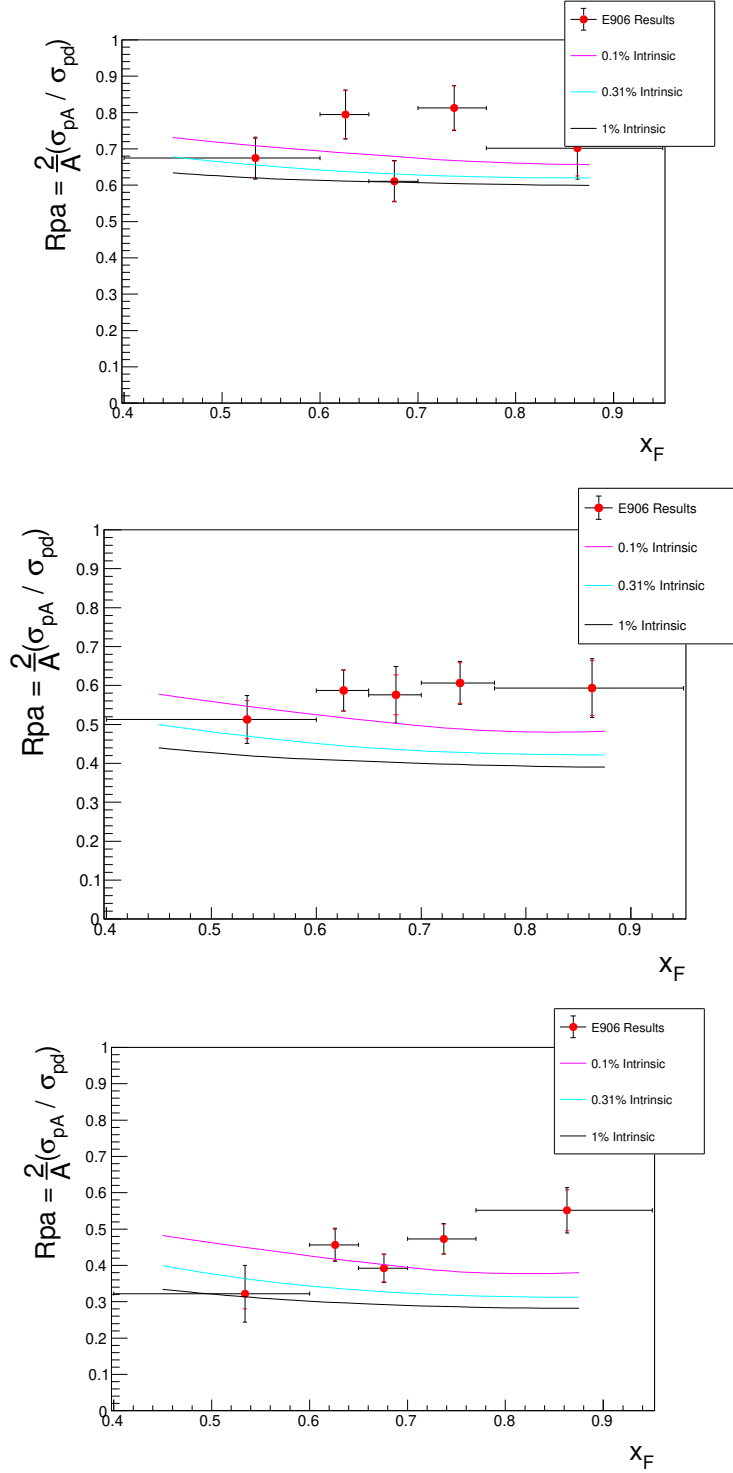 E906 Results
0.1% Intrinsic
0.31% Intrinsic
1% Intrinsic
Rpa = 2/A (σpA / σpd)
1
0.9
0.8
0.7
0.6
0.5
0.4
0.3
0.2
0.1
0
0.4 0.5 0.6 0.7 0.8 0.9
xF
E906 Results
0.1% Intrinsic
0.31% Intrinsic
1% Intrinsic
Rpa = 2/A (σpA / σpd)
1
0.9
0.8
0.7
0.6
0.5
0.4
0.3
0.2
0.1
0
0.4 0.5 0.6 0.7 0.8 0.9
xF
E906 Results
0.1% Intrinsic
0.31% Intrinsic
1% Intrinsic
Rpa = 2/A (σpA / σpd)
1
0.9
0.8
0.7
0.6
0.5
0.4
0.3
0.2
0.1
0
0.4 0.5 0.6 0.7 0.8 0.9
xF